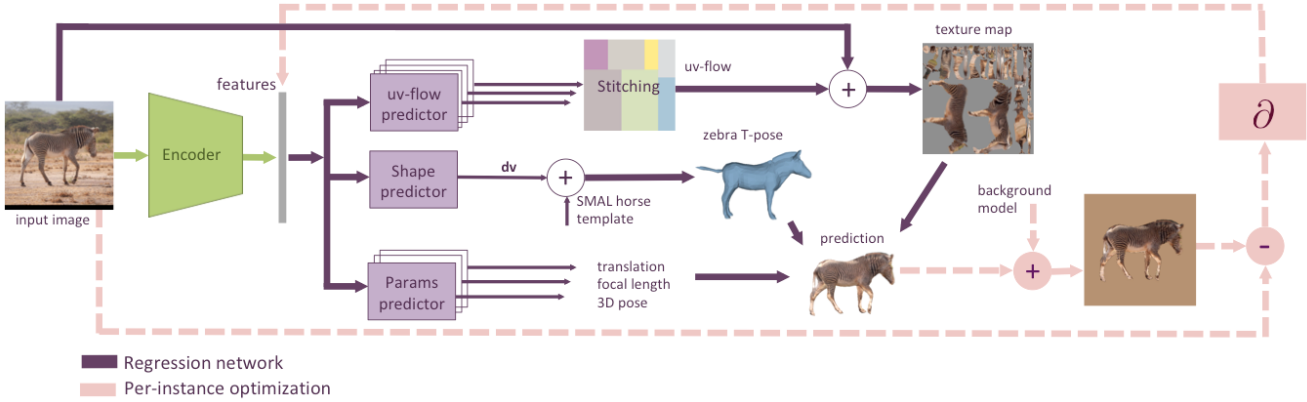 texture map
features
uv-flow
uv-flow
predictor
Stitching
+
∂
zebra T-pose
Encoder
Shape
predictor
dv
+
SMAL horse
template
background
model
input image
prediction
-
+
Params
predictor
translation
focal length
3D pose
Regression network
Per-instance optimization